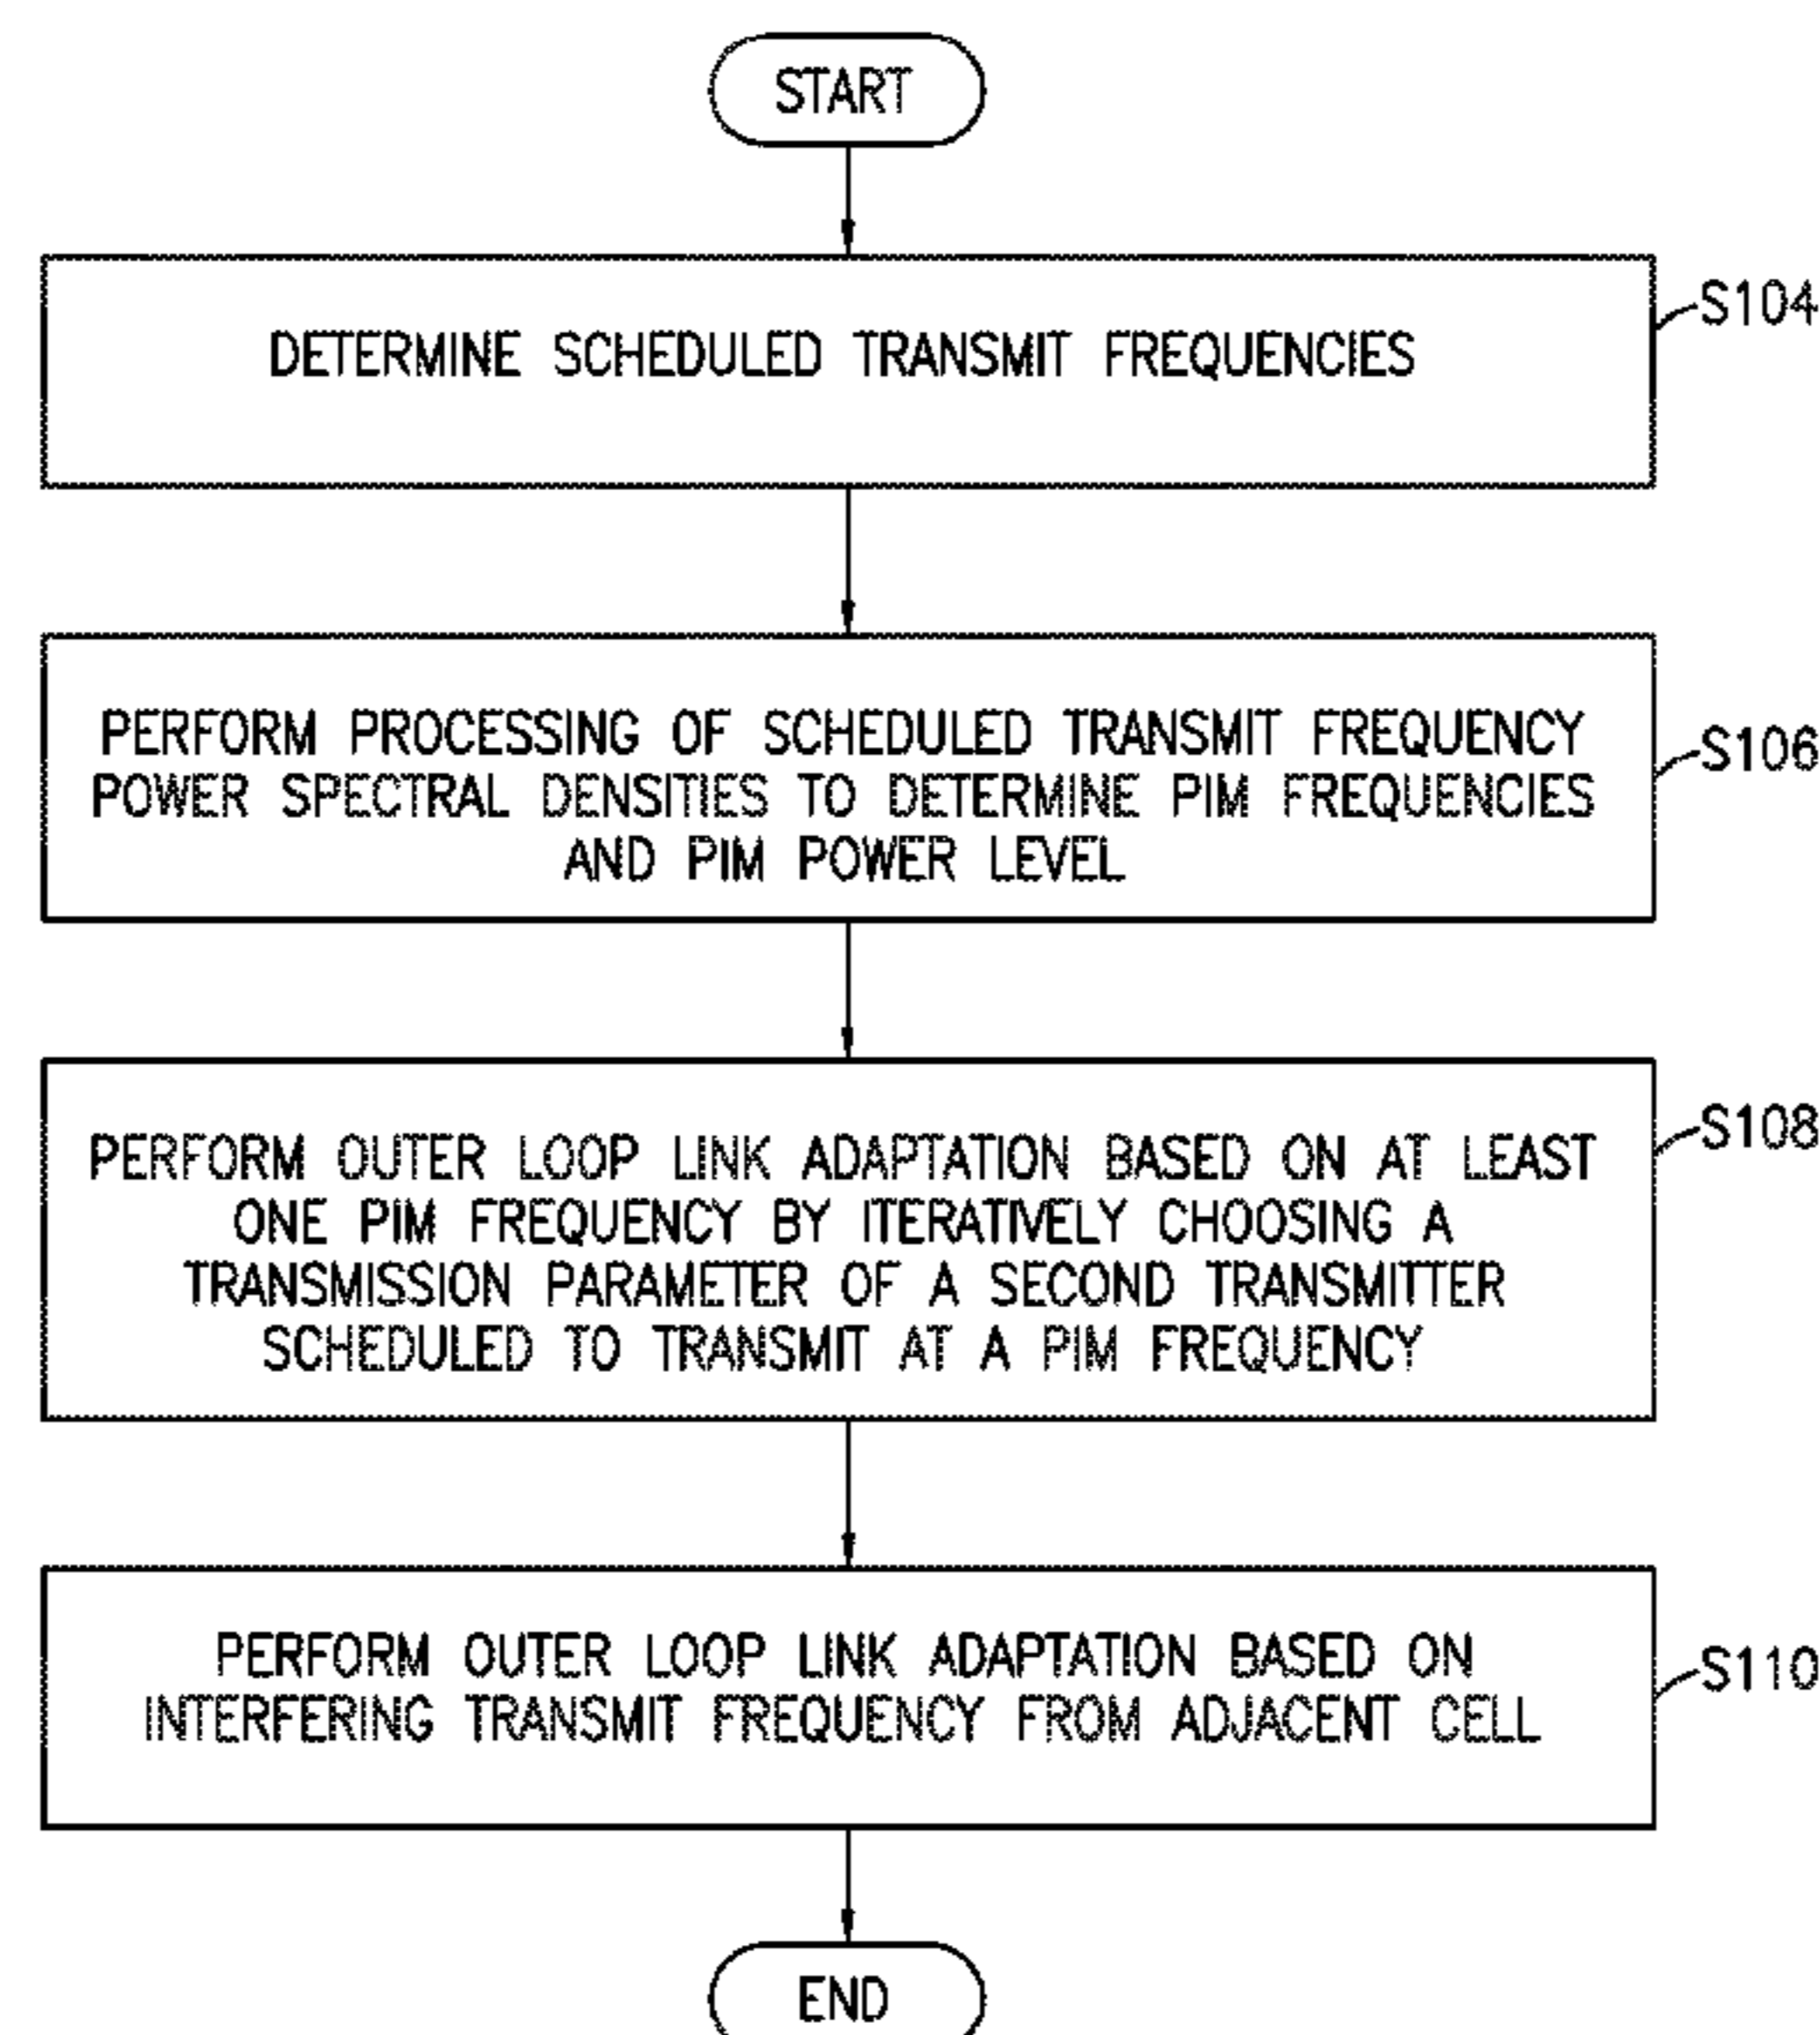 START
DETERMINE SCHEDULED TRANSMIT FREQUENCIES
S104
PERFORM PROCESSING OF SCHEDULED TRANSMIT FREQUENCY
POWER SPECTRAL DENSITIES TO DETERMINE PIM FREQUENCIES
AND PIM POWER LEVEL
S106
PERFORM OUTER LOOP LINK ADAPTATION BASED ON AT LEAST
ONE PIM FREQUENCY BY ITERATIVELY CHOOSING A
TRANSMISSION PARAMETER OF A SECOND TRANSMITTER
SCHEDULED TO TRANSMIT AT A PIM FREQUENCY
S108
PERFORM OUTER LOOP LINK ADAPTATION BASED ON
INTERFERING TRANSMIT FREQUENCY FROM ADJACENT CELL
S110
END